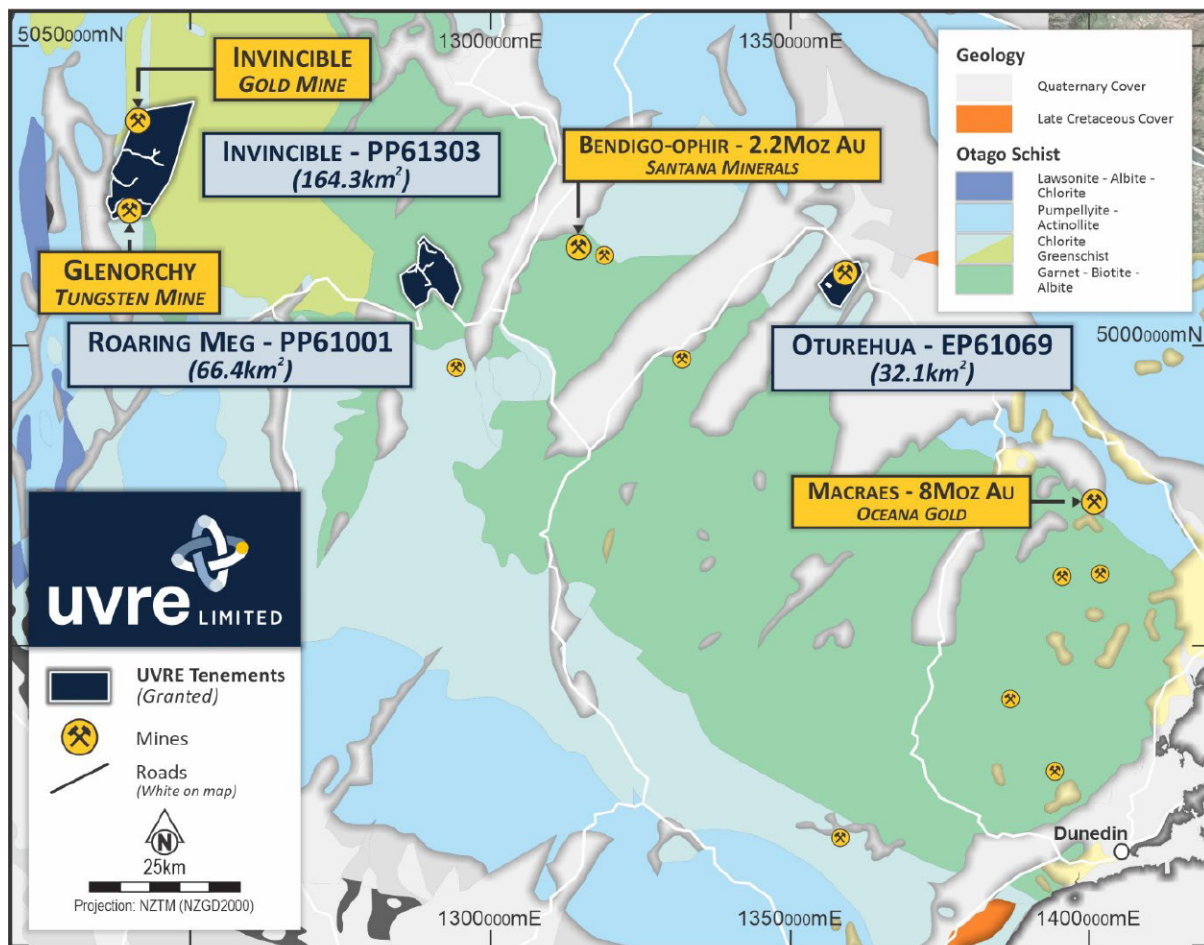 5050000mN
1300000mE
1350000mE
INVINCIBLE
GOLD MINE
INVINCIBLE - PP61303
(164.3km²)
BENDIGO-OPHIR - 2.2MOZ AU
SANTANA MINERALS
Geology
Quaternary Cover
Late Cretaceous Cover
Otago Schist
Lawsonite - Albite -
Chlorite
Pumpellyite -
Actinollite
Chlorite
Greenschist
Garnet - Biotite -
Albite
GLENORCHY
TUNGSTEN MINE
ROARING MEG - PP61001
(66.4km²)
5000000mN
OTUREHUA - EP61069
(32.1km²)
MACRAES - 8MOZ AU
OCEANA GOLD
uvre LIMITED
UVRE Tenements
(Granted)
Mines
Roads
(White on map)
N
25km
Projection: NZTM (NZGD2000)
Dunedin
1300000mE
1350000mE
1400000mE